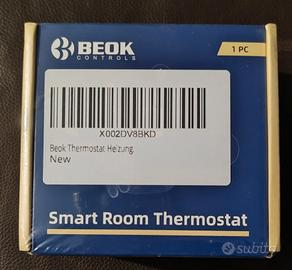 BEOK
CONTROLS
1 PC
X002DV8BKD
Beok Thermostat Heizung,
New
Smart Room Thermostat
subito